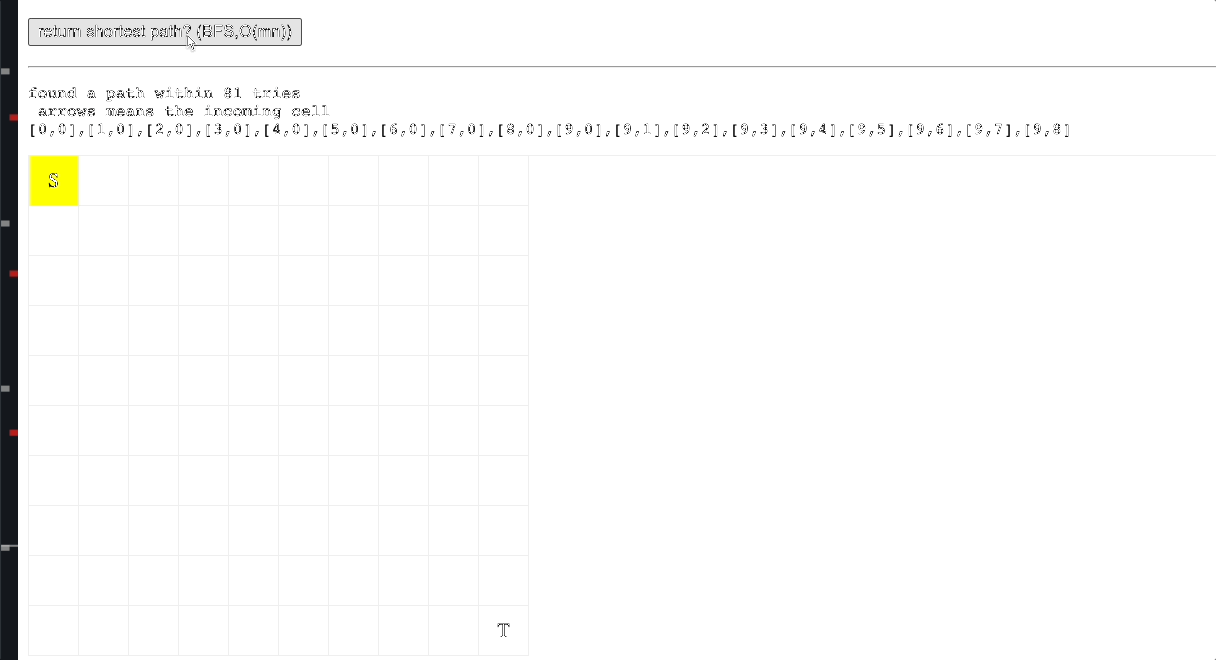 return shortest path? (BFS,O(mn))
found a path within 81 tries
arrows means the incoming cell
[0,0],[1,0],[2,0],[3,0],[4,0],[5,0],[6,0],[7,0],[8,0],[9,0],[9,1],[9,2],[9,3],[9,4],[9,5],[9,6],[9,7],[9,8]
S
T